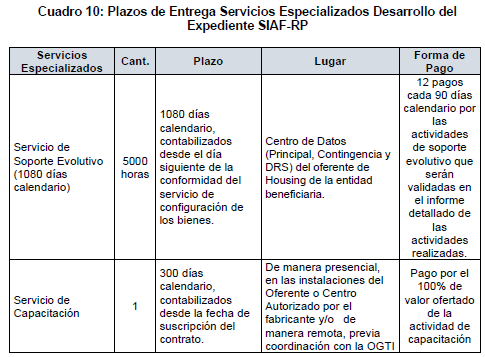 Cuadro 10: Plazos de Entrega Servicios Especializados Desarrollo del
Expediente SIAF-RP
Servicios
Especializados
Cant.
Plazo
Lugar
Forma de
Pago
Servicio de
Soporte Evolutivo
(1080 días
calendario)
5000
horas
1080 días
calendario,
contabilizados
desde el día
siguiente de la
conformidad del
servicio de
configuración de
los bienes.
Centro de Datos
(Principal, Contingencia y
DRS) del oferente de
Housing de la entidad
beneficiaria.
12 pagos
cada 90 días
calendario por
las
actividades
de soporte
evolutivo que
serán
validadas en
el informe
detallado de
las
actividades
realizadas.
Servicio de
Capacitación
1
300 días
calendario,
contabilizados
desde la fecha de
suscripción del
contrato.
De manera presencial,
en las instalaciones del
Oferente o Centro
Autorizado por el
fabricante y/o de
manera remota, previa
coordinación con la OGTI
Pago por el
100% de
valor ofertado
de la
actividad de
capacitación